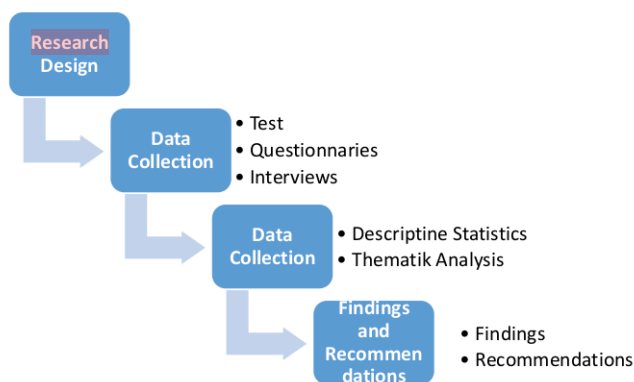 Research
Design
Data
Collection
• Test
• Questionnaries
• Interviews
Data
Collection
• Descriptine Statistics
• Thematik Analysis
Findings
and
Recommen
dations
• Findings
• Recommendations